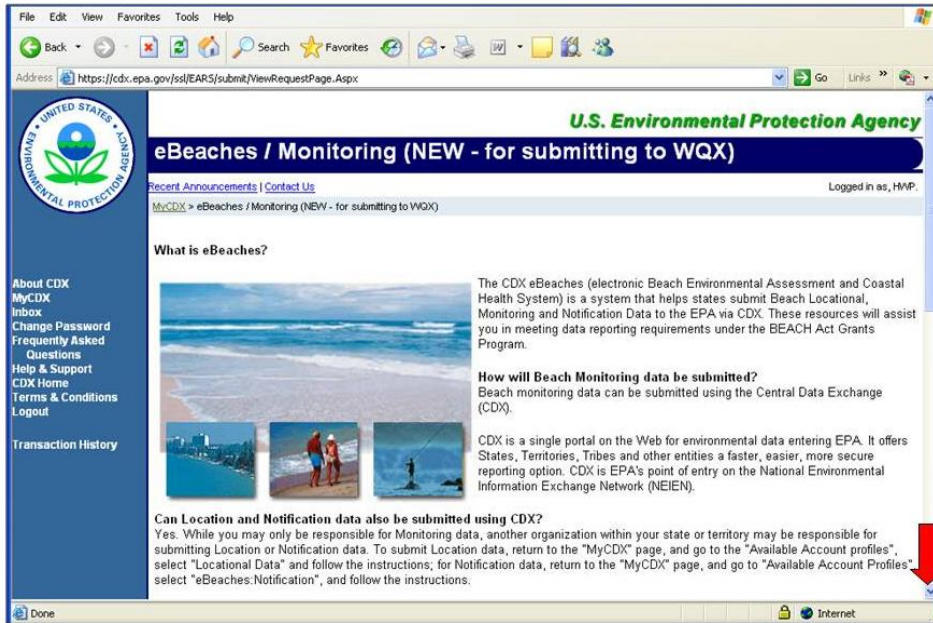 File Edit View Favorites Tools Help
Back Search Favorites
Address https://cdx.epa.gov/ssl/EARS/submit/ViewRequestPage.Aspx Go Links »
UNITED STATES
ENVIRONMENTAL PROTECTION AGENCY
U.S. Environmental Protection Agency
eBeaches / Monitoring (NEW - for submitting to WQX)
Recent Announcements | Contact Us Logged in as, HWP.
MyCDX > eBeaches / Monitoring (NEW - for submitting to WQX)
What is eBeaches?
About CDX
MyCDX
Inbox
Change Password
Frequently Asked
Questions
Help & Support
CDX Home
Terms & Conditions
Logout
Transaction History
The CDX eBeaches (electronic Beach Environmental Assessment and Coastal
Health System) is a system that helps states submit Beach Locational,
Monitoring and Notification Data to the EPA via CDX. These resources will assist
you in meeting data reporting requirements under the BEACH Act Grants
Program.
How will Beach Monitoring data be submitted?
Beach monitoring data can be submitted using the Central Data Exchange
(CDX).
CDX is a single portal on the Web for environmental data entering EPA. It offers
States, Territories, Tribes and other entities a faster, easier, more secure
reporting option. CDX is EPA's point of entry on the National Environmental
Information Exchange Network (NEIEN).
Can Location and Notification data also be submitted using CDX?
Yes. While you may only be responsible for Monitoring data, another organization within your state or territory may be responsible for
submitting Location or Notification data. To submit Location data, return to the "MyCDX" page, and go to the "Available Account profiles",
select "Locational Data" and follow the instructions; for Notification data, return to the "MyCDX" page, and go to "Available Account Profiles",
select "eBeaches:Notification", and follow the instructions.
Done Internet